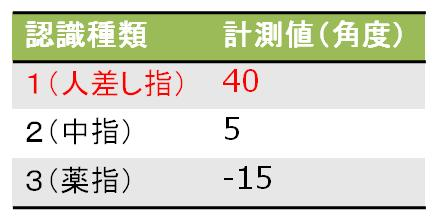 認識種類 計測値（角度）
1（人差し指） 40
2（中指） 5
3（薬指） -15